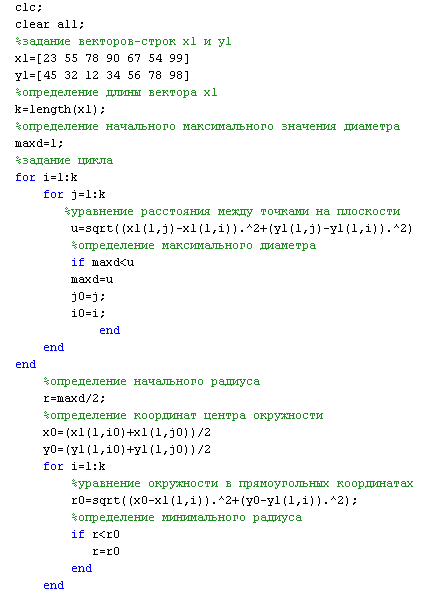 clc;
clear all;
%задание векторов-строк x1 и y1
x1=[23 55 78 90 67 54 99]
y1=[45 32 12 34 56 78 98]
%определение длины вектора x1
k=length(x1);
%определение начального максимального значения диаметра
maxd=1;
%задание цикла
for i=1:k
for j=1:k
%уравнение расстояния между точками на плоскости
u=sqrt((x1(1,j)-x1(1,i)).^2+(y1(1,j)-y1(1,i)).^2)
%определение максимального диаметра
if maxd<u
maxd=u
j0=j;
i0=i;
end
end
end
%определение начального радиуса
r=maxd/2;
%определение координат центра окружности
x0=(x1(1,i0)+x1(1,j0))/2
y0=(y1(1,i0)+y1(1,j0))/2
for i=1:k
%уравнение окружности в прямоугольных координатах
r0=sqrt((x0-x1(1,i)).^2+(y0-y1(1,i)).^2);
%определение минимального радиуса
if r<r0
r=r0
end
end